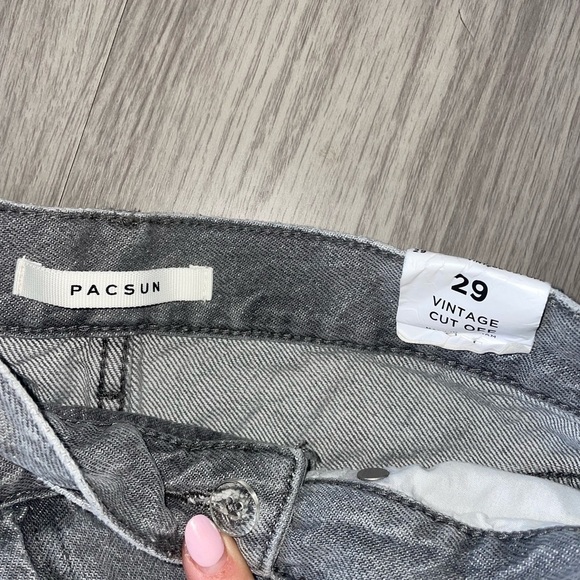 PACSUN
29
VINTAGE
CUT OFF